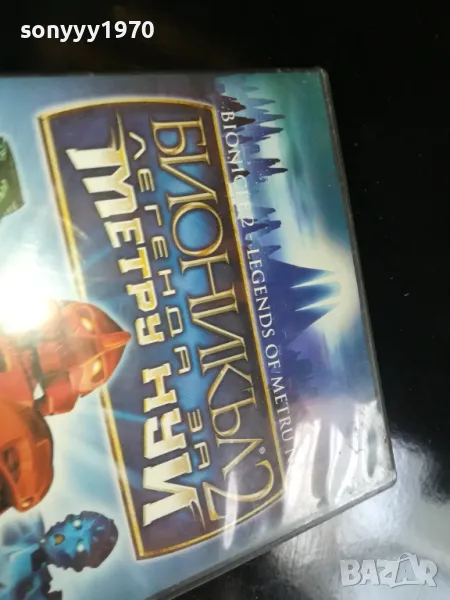 sonyyy1970
BIONICLE 2 - LEGENDS OF METRU
БИОНИКЪЛ 2
ЛЕГЕНДА ЗА
МЕТРУ НУИ
BAZAR